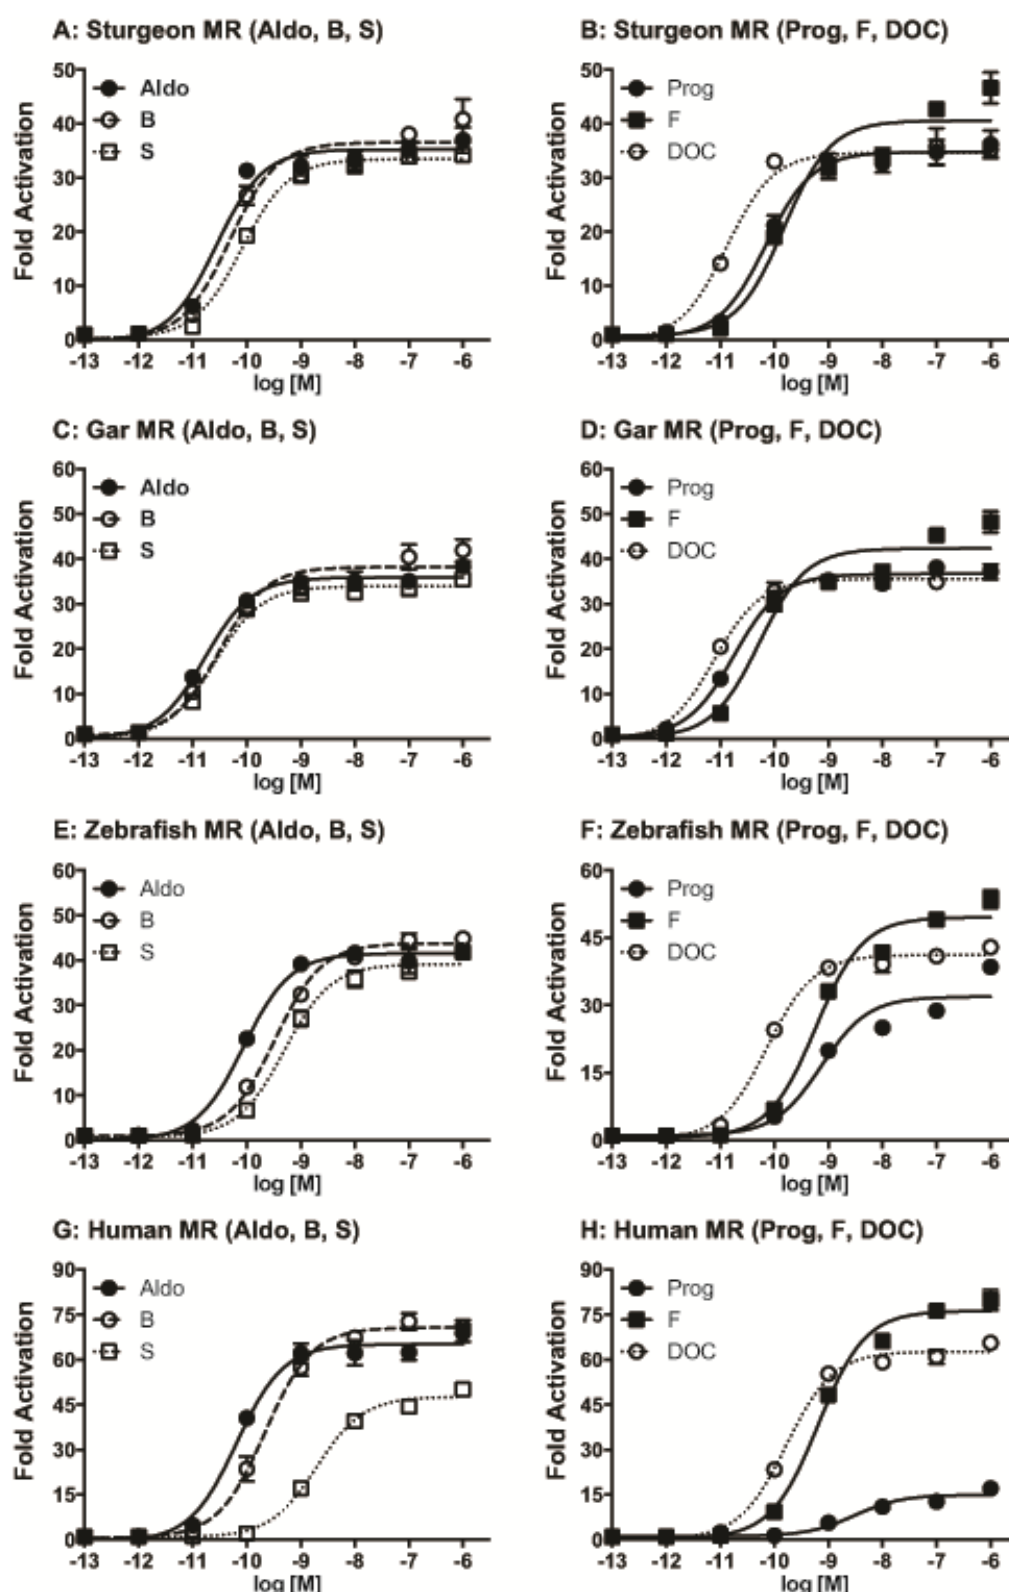 A: Sturgeon MR (Aldo, B, S)
Fold Activation
50
40
30
20
10
0
Aldo
B
S
-13 -12 -11 -10 -9 -8 -7 -6
log [M]
B: Sturgeon MR (Prog, F, DOC)
Fold Activation
50
40
30
20
10
0
Prog
F
DOC
-13 -12 -11 -10 -9 -8 -7 -6
log [M]
C: Gar MR (Aldo, B, S)
Fold Activation
60
50
40
30
20
10
0
Aldo
B
S
-13 -12 -11 -10 -9 -8 -7 -6
log [M]
D: Gar MR (Prog, F, DOC)
Fold Activation
60
50
40
30
20
10
0
Prog
F
DOC
-13 -12 -11 -10 -9 -8 -7 -6
log [M]
E: Zebrafish MR (Aldo, B, S)
Fold Activation
60
50
40
30
20
10
0
Aldo
B
S
-13 -12 -11 -10 -9 -8 -7 -6
log [M]
F: Zebrafish MR (Prog, F, DOC)
Fold Activation
60
45
30
15
0
Prog
F
DOC
-13 -12 -11 -10 -9 -8 -7 -6
log [M]
G: Human MR (Aldo, B, S)
Fold Activation
90
75
60
45
30
15
0
Aldo
B
S
-13 -12 -11 -10 -9 -8 -7 -6
log [M]
H: Human MR (Prog, F, DOC)
Fold Activation
90
75
60
45
30
15
0
Prog
F
DOC
-13 -12 -11 -10 -9 -8 -7 -6
log [M]